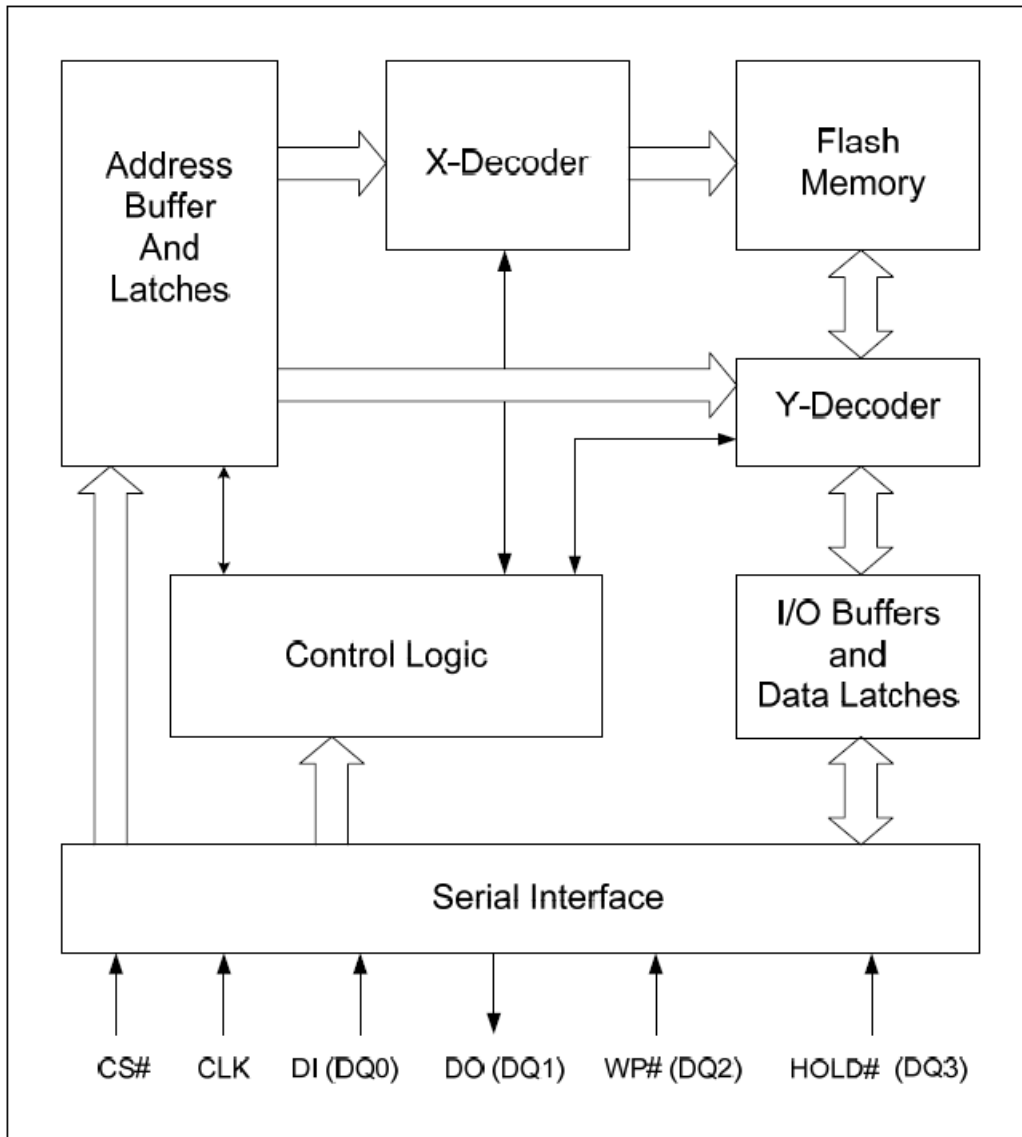 Address
Buffer
And
Latches
X-Decoder
Flash
Memory
Y-Decoder
Control Logic
I/O Buffers
and
Data Latches
Serial Interface
CS# CLK DI (DQ0) DO (DQ1) WP# (DQ2) HOLD# (DQ3)